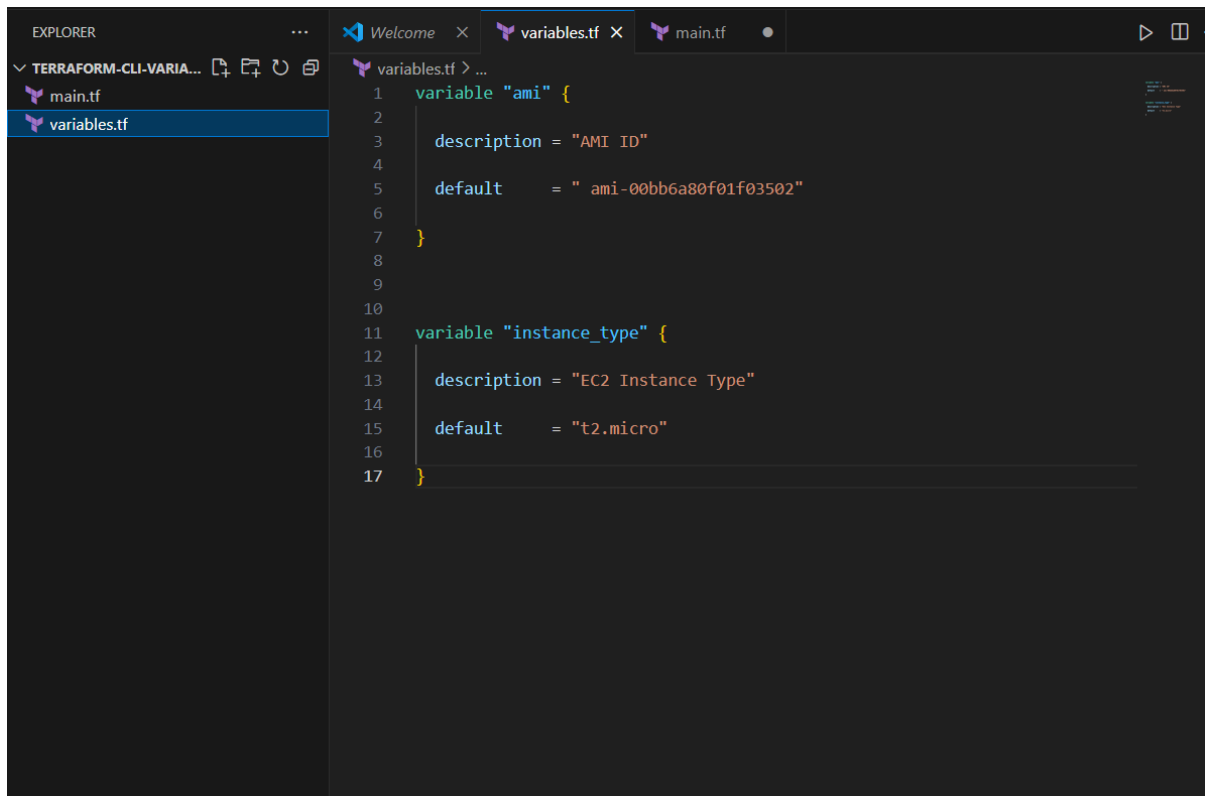 EXPLORER ...
TERRAFORM-CLI-VARIA...
main.tf
variables.tf
Welcome variables.tf main.tf
variables.tf > ...
1 variable "ami" {
2
3 description = "AMI ID"
4
5 default     = " ami-00bb6a80f01f03502"
6
7 }
8
9
10
11 variable "instance_type" {
12
13 description = "EC2 Instance Type"
14
15 default     = "t2.micro"
16
17 }